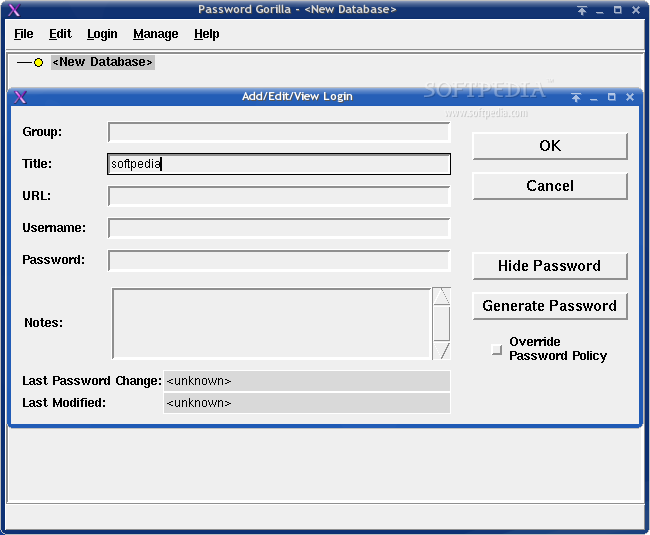 Password Gorilla - <New Database>
File Edit Login Manage Help
<New Database>
SOFTPEDIA™
www.softpedia.com
Add/Edit/View Login
Group:
Title: softpedia
URL:
Username:
Password:
Notes:
Last Password Change: <unknown>
Last Modified: <unknown>
OK
Cancel
Hide Password
Generate Password
Override
Password Policy